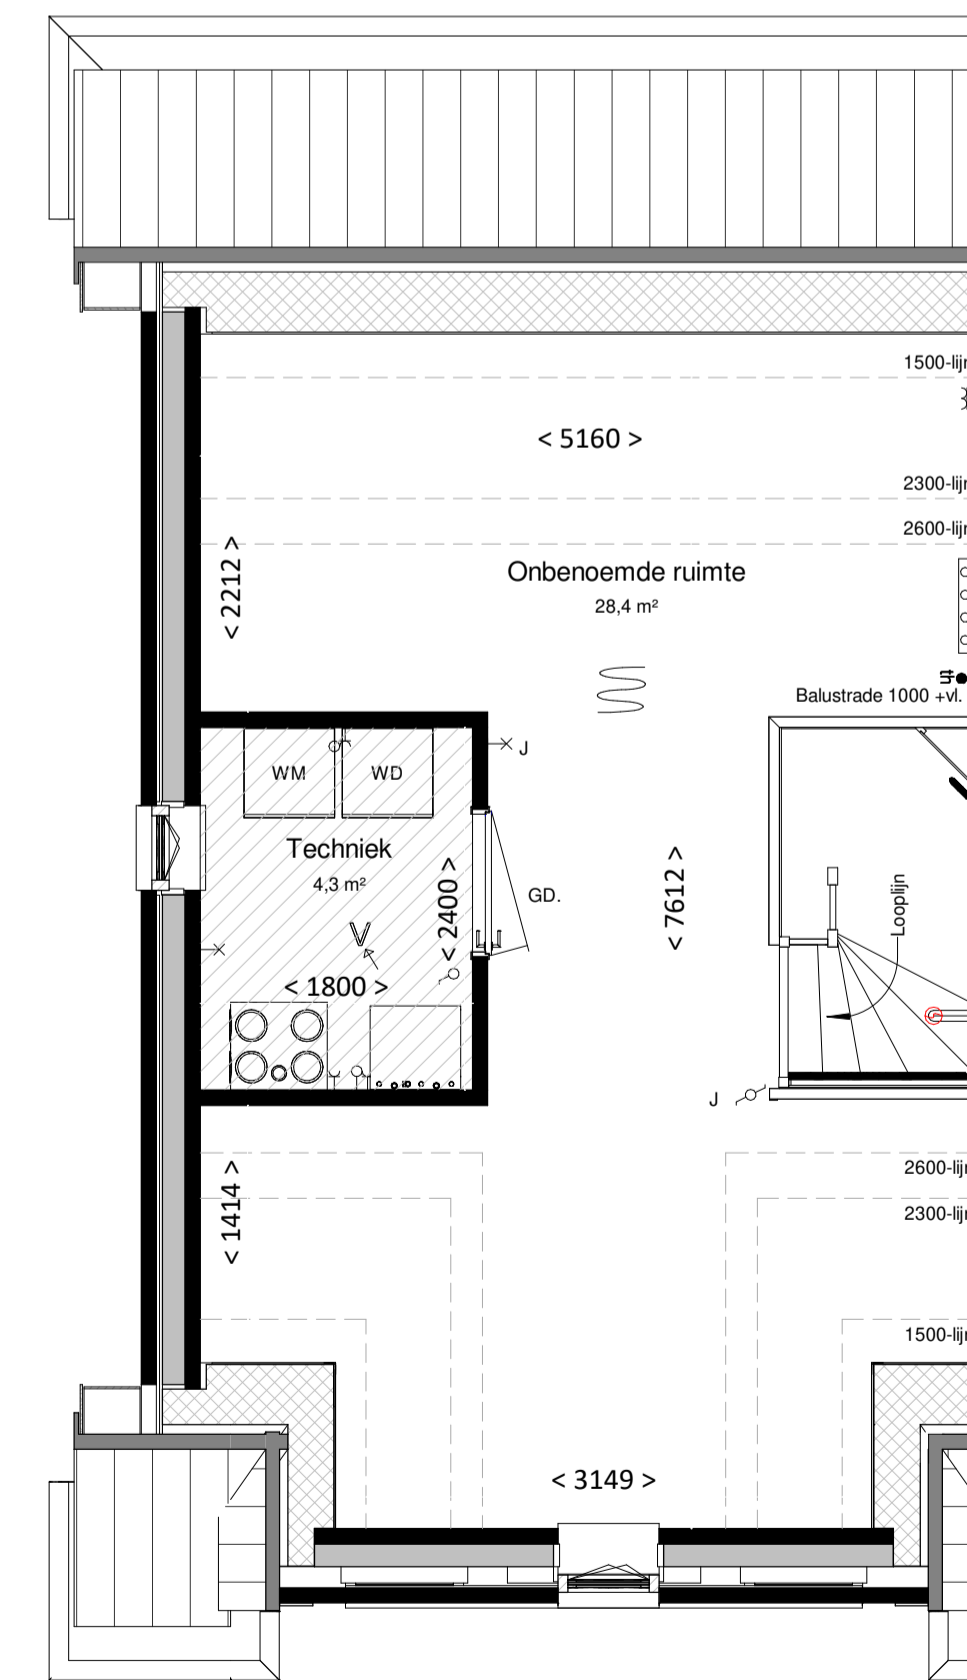 1500-lijn
< 5160 >
2300-lijn
2600-lijn
< 2212 >
Onbenoemde ruimte
28,4 m²
th
Balustrade 1000 +vl.
J
WM
WD
Techniek
4,3 m²
< 2400 >
GD.
< 7612 >
Looplijn
V
< 1800 >
J
< 1414 >
2600-lijn
2300-lijn
1500-lijn
< 3149 >